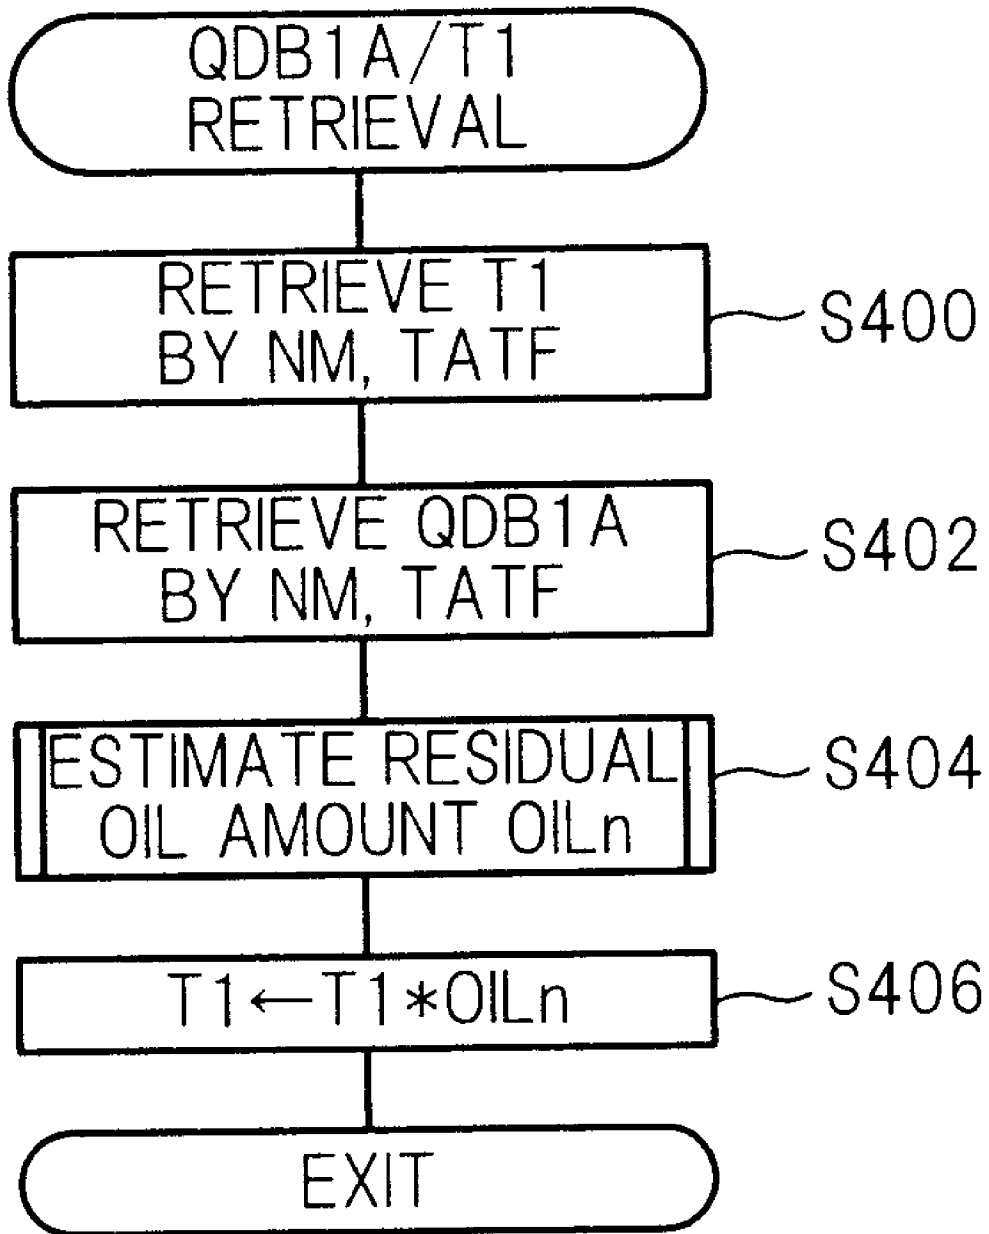 QDB1A/T1
RETRIEVAL
RETRIEVE T1
BY NM, TATF
S400
RETRIEVE QDB1A
BY NM, TATF
S402
ESTIMATE RESIDUAL
OIL AMOUNT OILn
S404
T1←T1*OILn
S406
EXIT